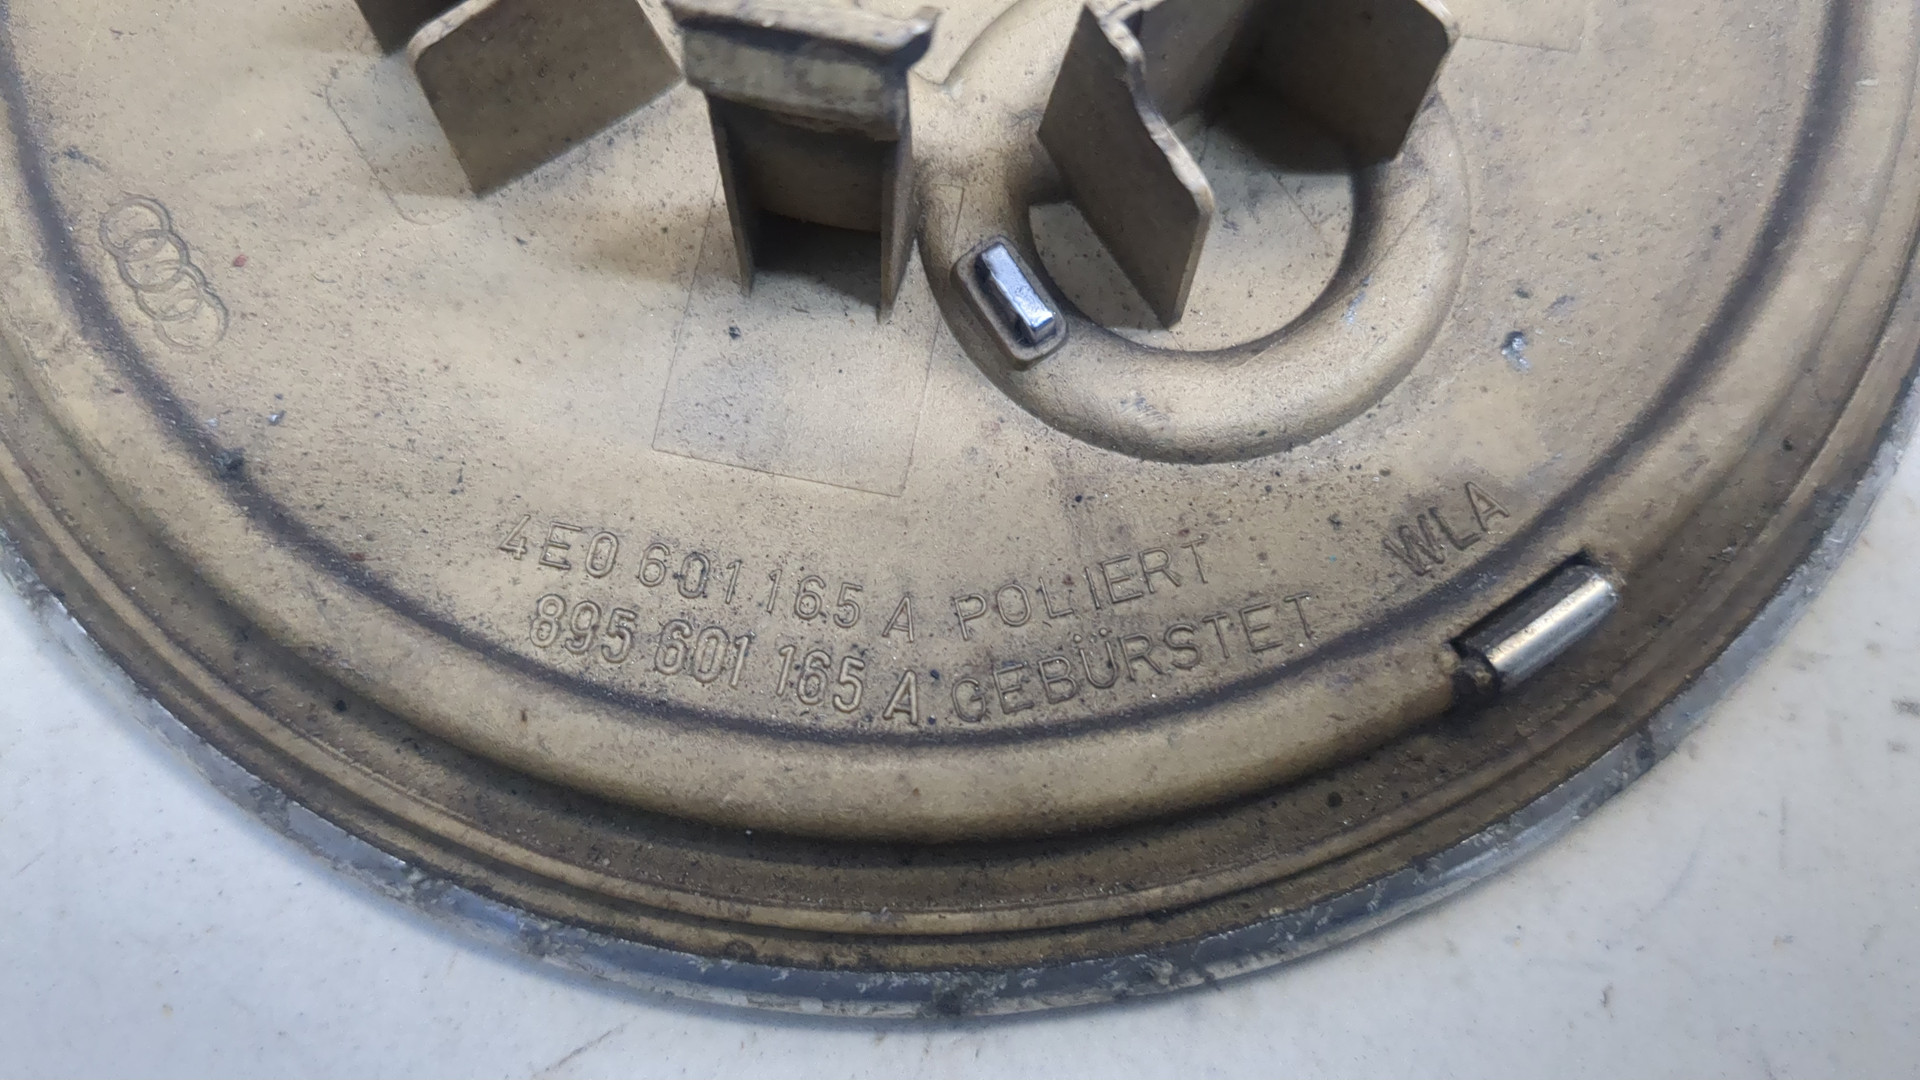 4E0 601 165 A POLIERT
895 601 165 A GEBÜRSTET
WLA